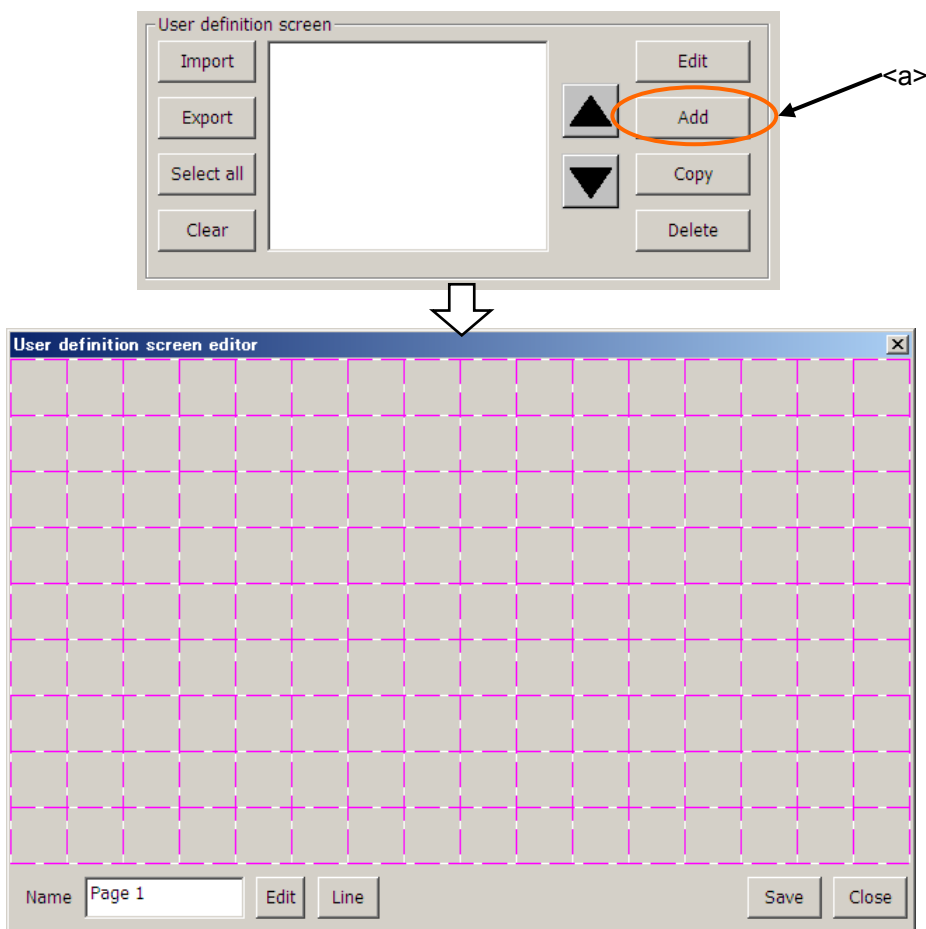 User definition screen
Import
Edit
<a>
Export
Add
Select all
Copy
Clear
Delete
User definition screen editor
Name
Page 1
Edit
Line
Save
Close